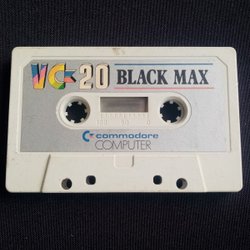 VC 20 BLACK MAX
commodore
COMPUTER